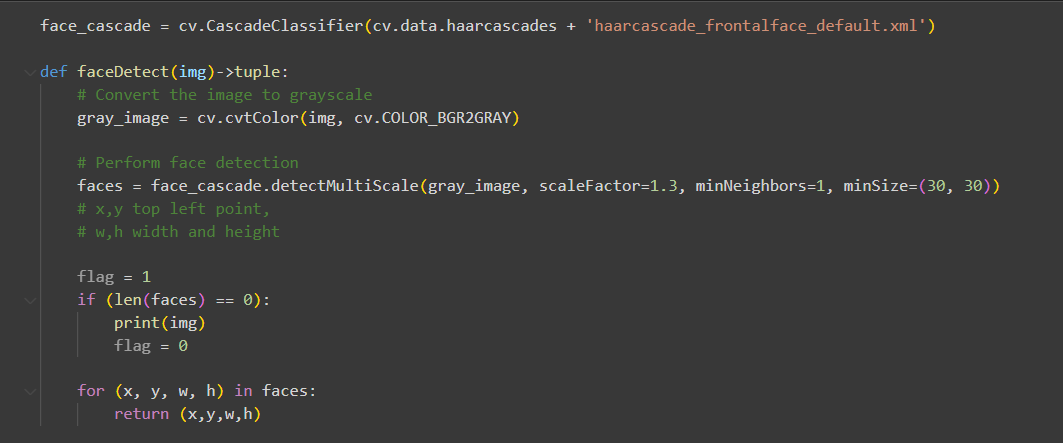 face_cascade = cv.CascadeClassifier(cv.data.haarcascades + 'haarcascade_frontalface_default.xml')
def faceDetect(img)->tuple:
    # Convert the image to grayscale
    gray_image = cv.cvtColor(img, cv.COLOR_BGR2GRAY)
    # Perform face detection
    faces = face_cascade.detectMultiScale(gray_image, scaleFactor=1.3, minNeighbors=1, minSize=(30, 30))
    # x,y top left point,
    # w,h width and height
    flag = 1
    if (len(faces) == 0):
        print(img)
        flag = 0
    for (x, y, w, h) in faces:
        return (x,y,w,h)